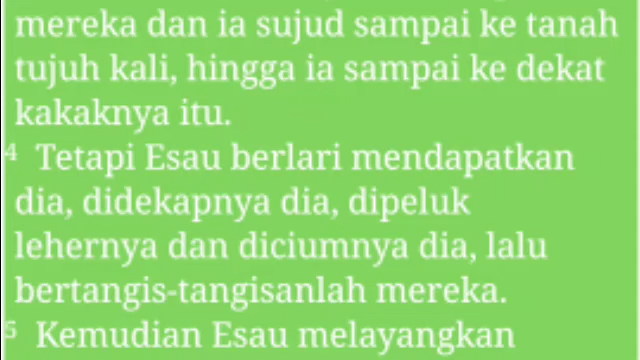 mereka dan ia sujud sampai ke tanah
tujuh kali, hingga ia sampai ke dekat
kakaknya itu.
4 Tetapi Esau berlari mendapatkan
dia, didekapnya dia, dipeluk
lehernya dan diciumnya dia, lalu
bertangis-tangisanlah mereka.
5 Kemudian Esau melayangkan